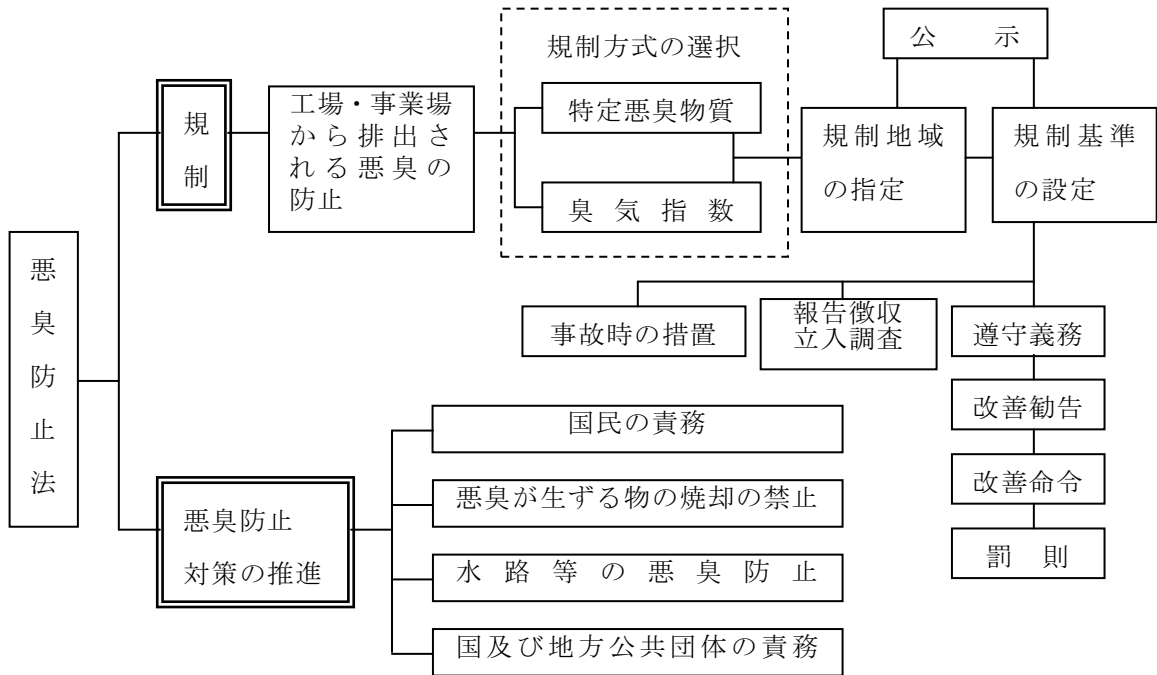 公示
規制方式の選択
規制
工場・事業場
から排出さ
れる悪臭の
防止
特定悪臭物質
臭気指数
規制地域
の指定
規制基準
の設定
悪臭防止法
事故時の措置
報告徴収
立入調査
遵守義務
改善勧告
改善命令
罰則
悪臭防止
対策の推進
国民の責務
悪臭が生ずる物の焼却の禁止
水路等の悪臭防止
国及び地方公共団体の責務